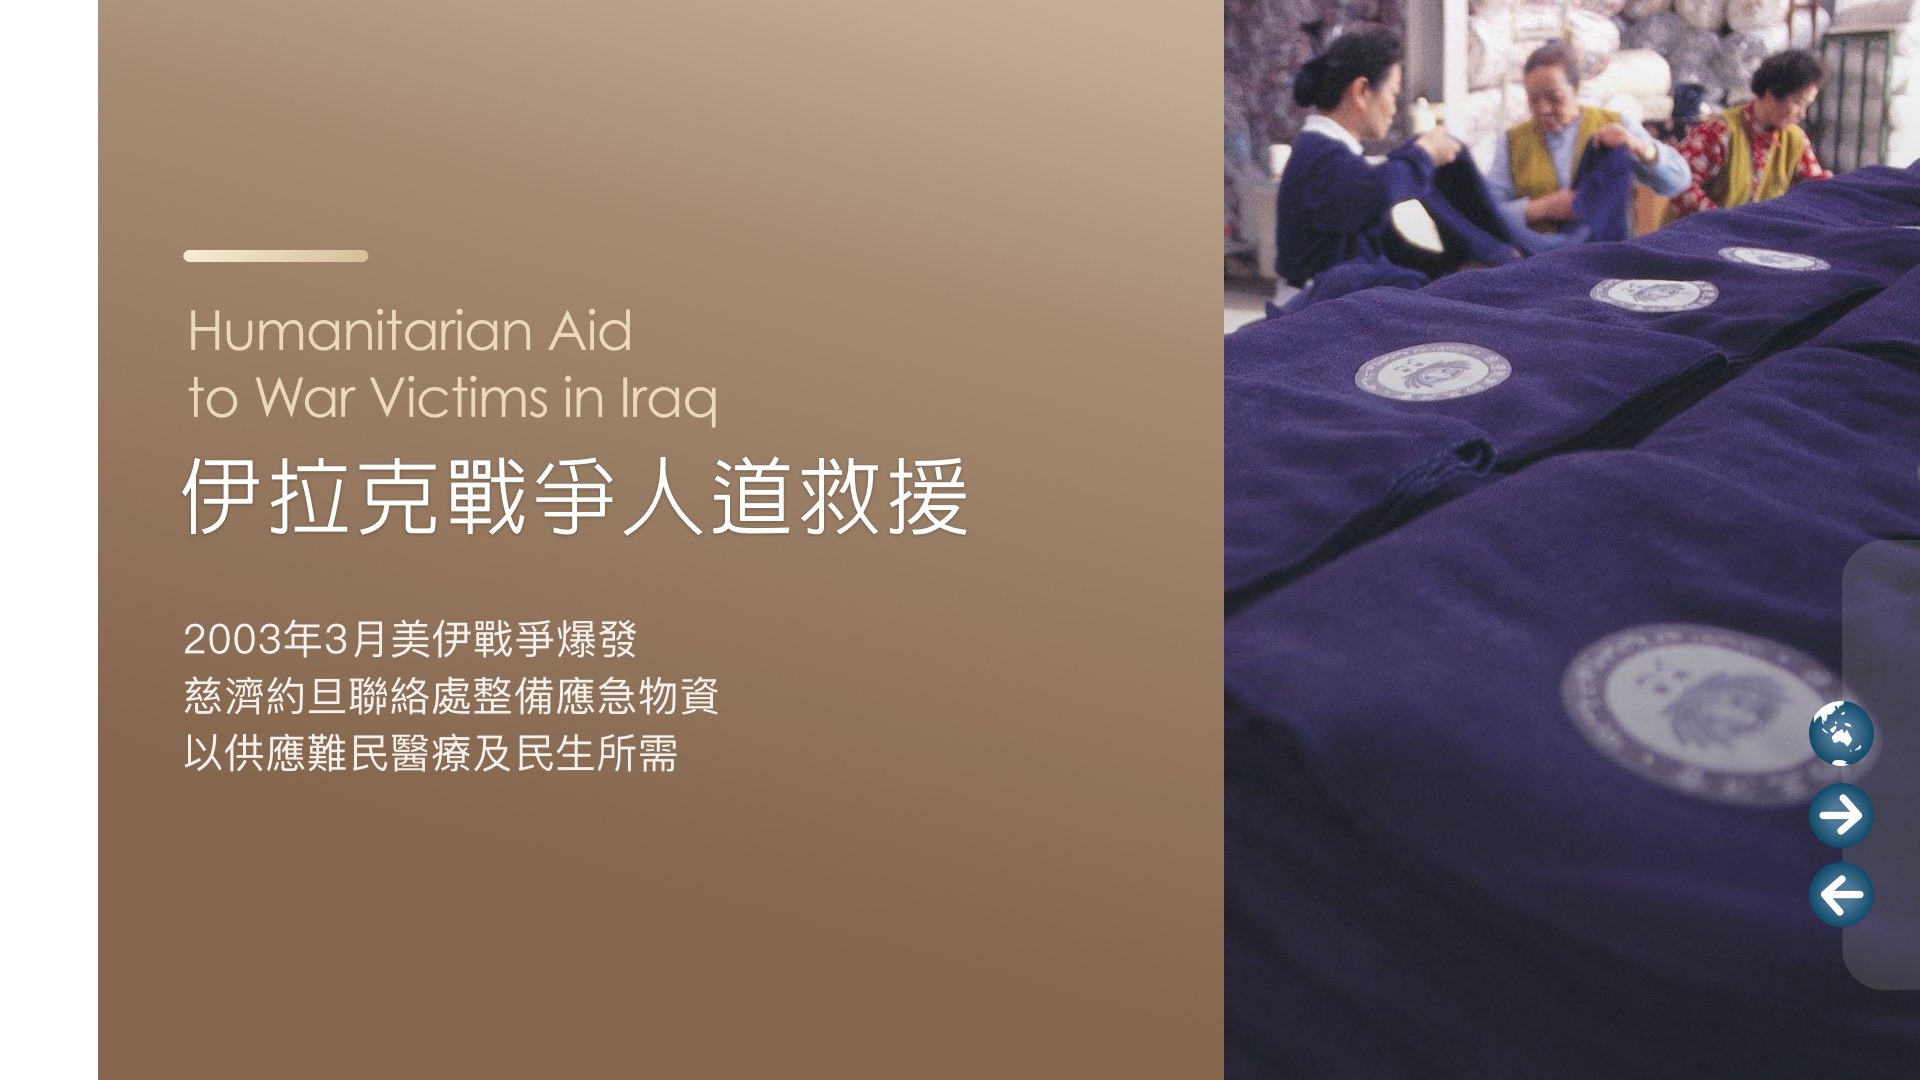 Humanitarian Aid
to War Victims in Iraq
伊拉克戰爭人道救援
2003年3月美伊戰爭爆發
慈濟約旦聯絡處整備應急物資
以供應難民醫療及民生所需